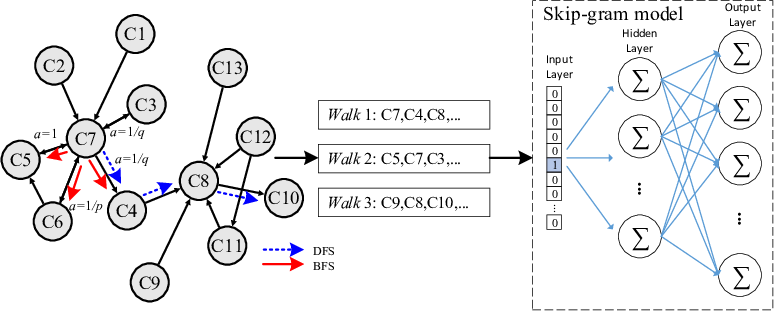 C1
C2
C3
C13
C7
a=1
a=1/q
C5
a=1/q
C12
C8
a=1/p
C6
C4
C10
C11
C9
DFS
BFS
Walk 1: C7,C4,C8,...
Walk 2: C5,C7,C3,...
Walk 3: C9,C8,C10,...
Skip-gram model
Input
Layer
Hidden
Layer
Output
Layer
0
0
0
0
0
1
0
0
0
⋮
0
∑
∑
⋮
∑
∑
∑
∑
⋮
∑